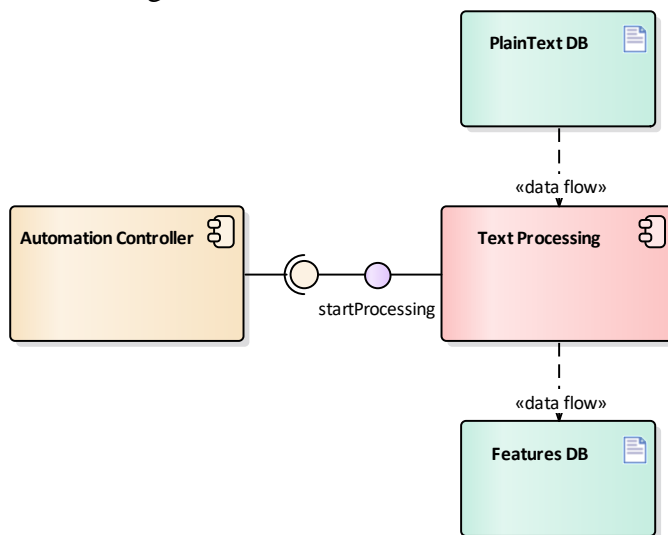 PlainText DB
«data flow»
Automation Controller
Text Processing
startProcessing
«data flow»
Features DB